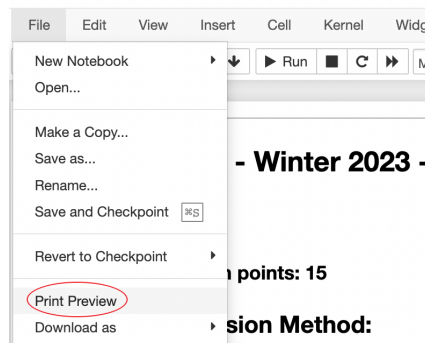 File Edit View Insert Cell Kernel Widg
New Notebook
Run
Open...
Make a Copy...
Save as...
- Winter 2023 -
Rename...
Save and Checkpoint ⌘S
Revert to Checkpoint
points: 15
Print Preview
Download as
sion Method: